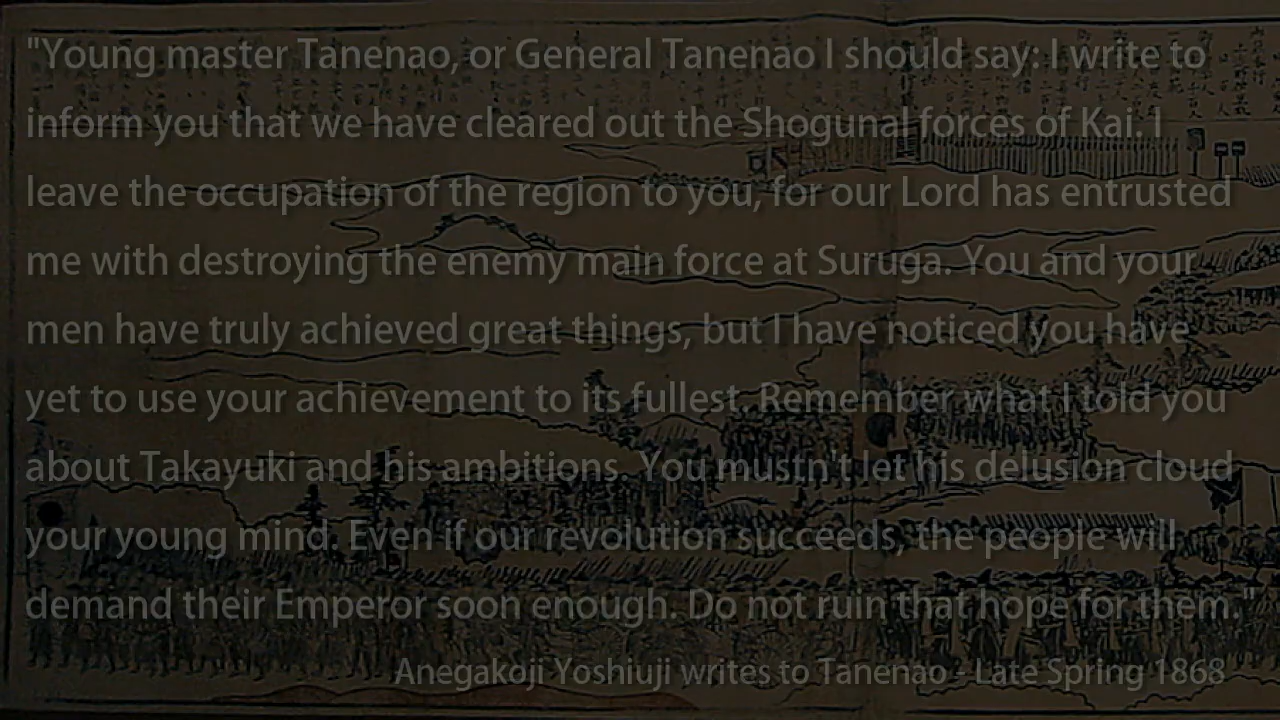 "Young master Tanenao, or General Tanenao I should say: I write to
inform you that we have cleared out the Shogunal forces of Kai. I
leave the occupation of the region to you, for our Lord has entrusted
me with destroying the enemy main force at Suruga. You and your
men have truly achieved great things, but I have noticed you have
yet to use your achievement to its fullest. Remember what I told you
about Takayuki and his ambitions. You mustn't let his delusion cloud
your young mind. Even if our revolution succeeds, the people will
demand their Emperor soon enough. Do not ruin that hope for them."
Anegakoji Yoshiuji writes to Tanenao - Late Spring 1868